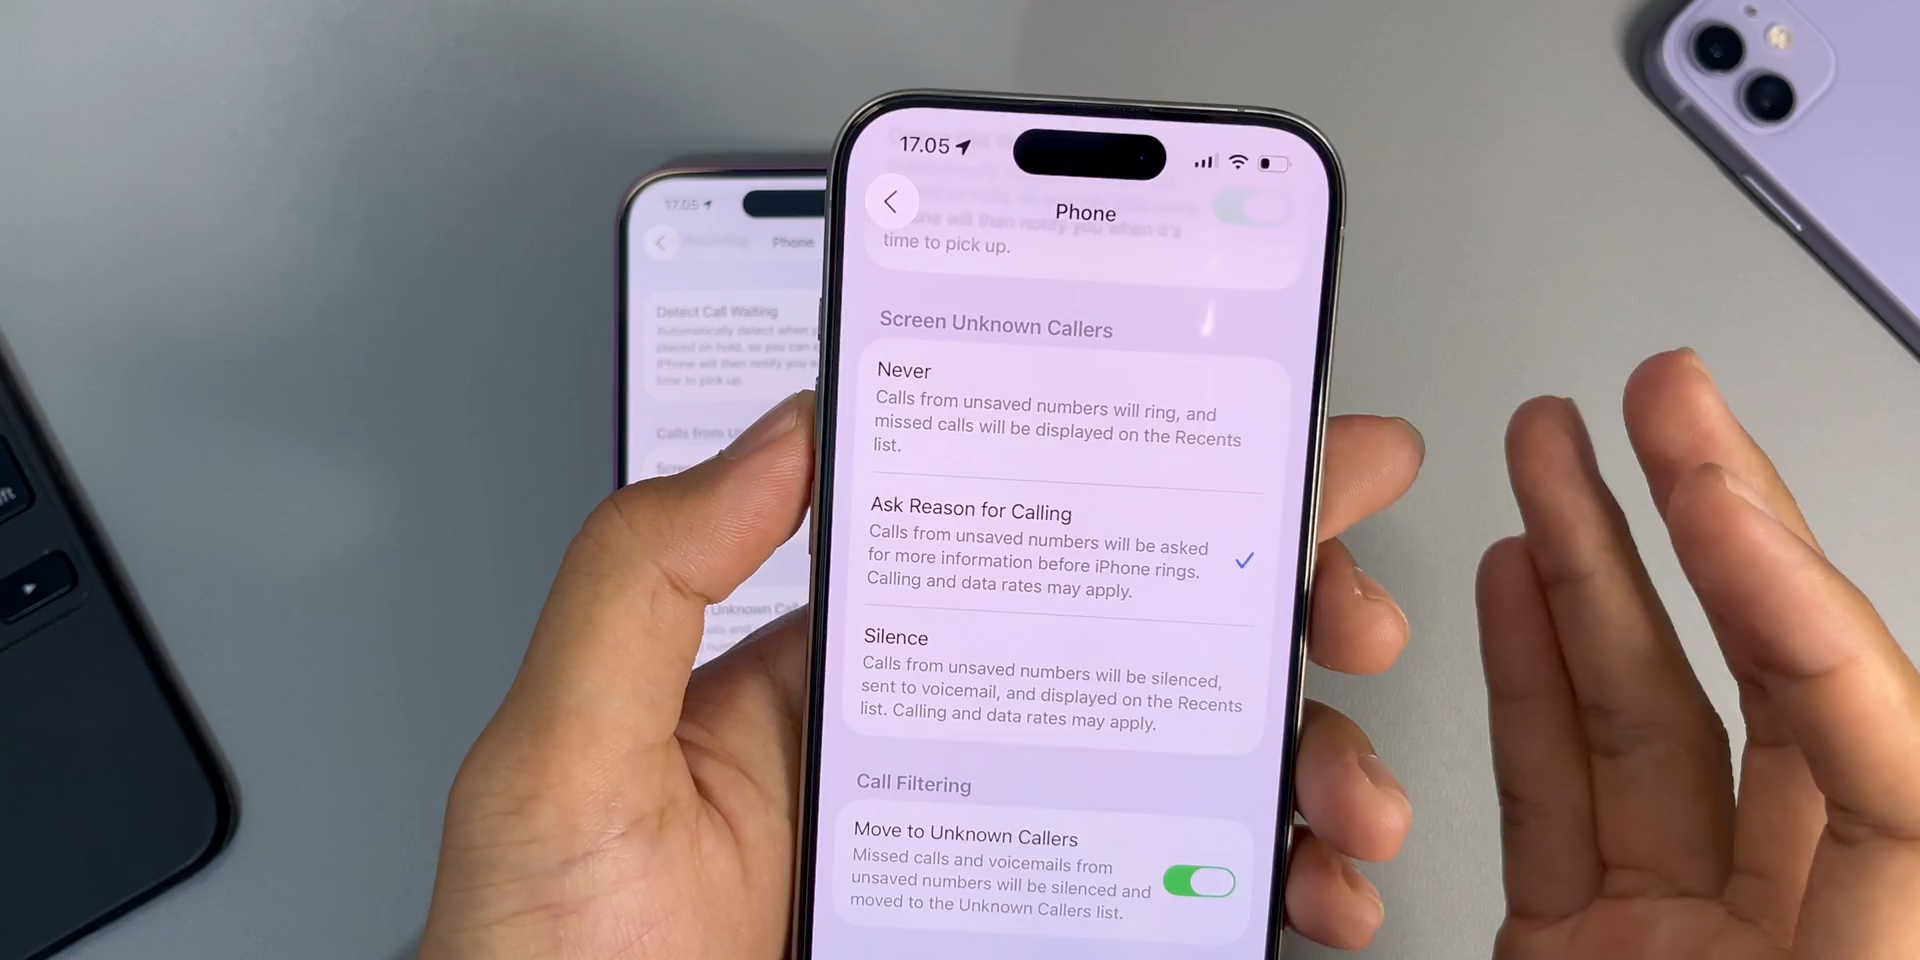 17.05
Phone
will then notify you when it's
time to pick up.
Screen Unknown Callers
Never
Calls from unsaved numbers will ring, and
missed calls will be displayed on the Recents
list.
Ask Reason for Calling
Calls from unsaved numbers will be asked
for more information before iPhone rings.
Calling and data rates may apply.
Silence
Calls from unsaved numbers will be silenced,
sent to voicemail, and displayed on the Recents
list. Calling and data rates may apply.
Call Filtering
Move to Unknown Callers
Missed calls and voicemails from
unsaved numbers will be silenced and
moved to the Unknown Callers list.
17.05
Phone
Detect Call Waiting
Automatically detect when
placed on hold, so you can
iPhone will then notify you
time to pick up.
Calls from
Unknown